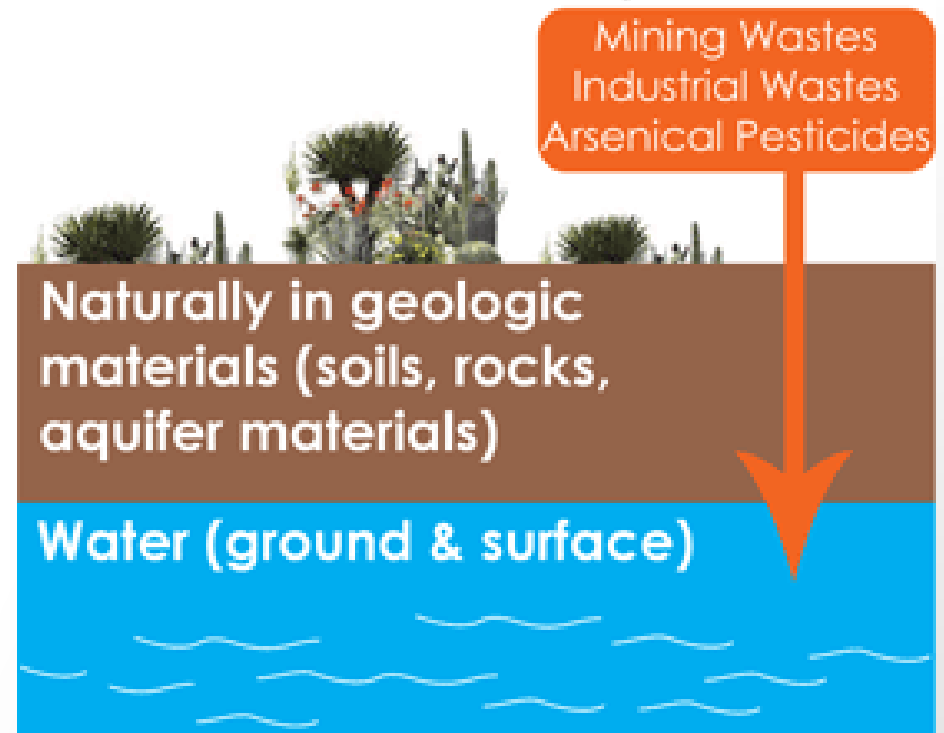 Mining Wastes
Industrial Wastes
Arsenical Pesticides
Naturally in geologic
materials (soils, rocks,
aquifer materials)
Water (ground & surface)